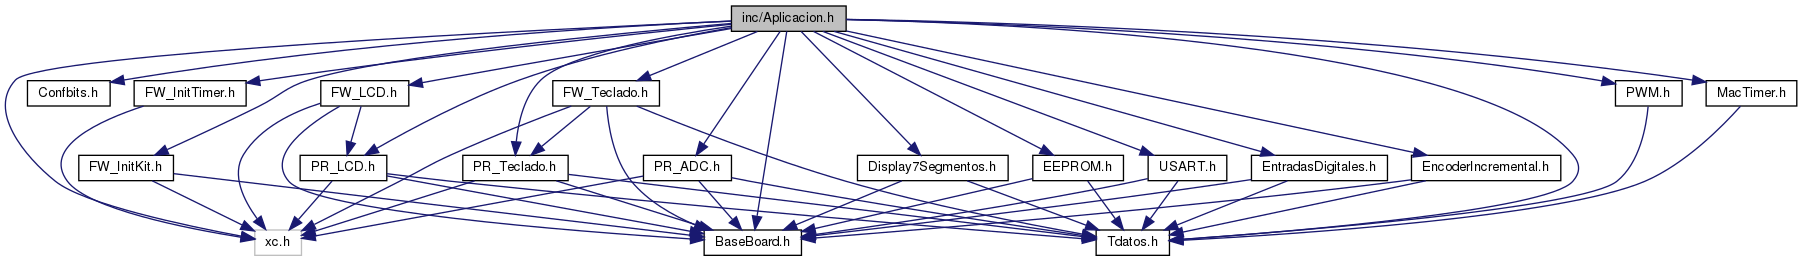 inc/Aplicacion.h
Confbits.h
FW_InitTimer.h
FW_LCD.h
FW_Teclado.h
PWM.h
MacTimer.h
FW_InitKit.h
PR_LCD.h
PR_Teclado.h
PR_ADC.h
Display7Segmentos.h
EEPROM.h
USART.h
EntradasDigitales.h
EncoderIncremental.h
xc.h
BaseBoard.h
Tdatos.h